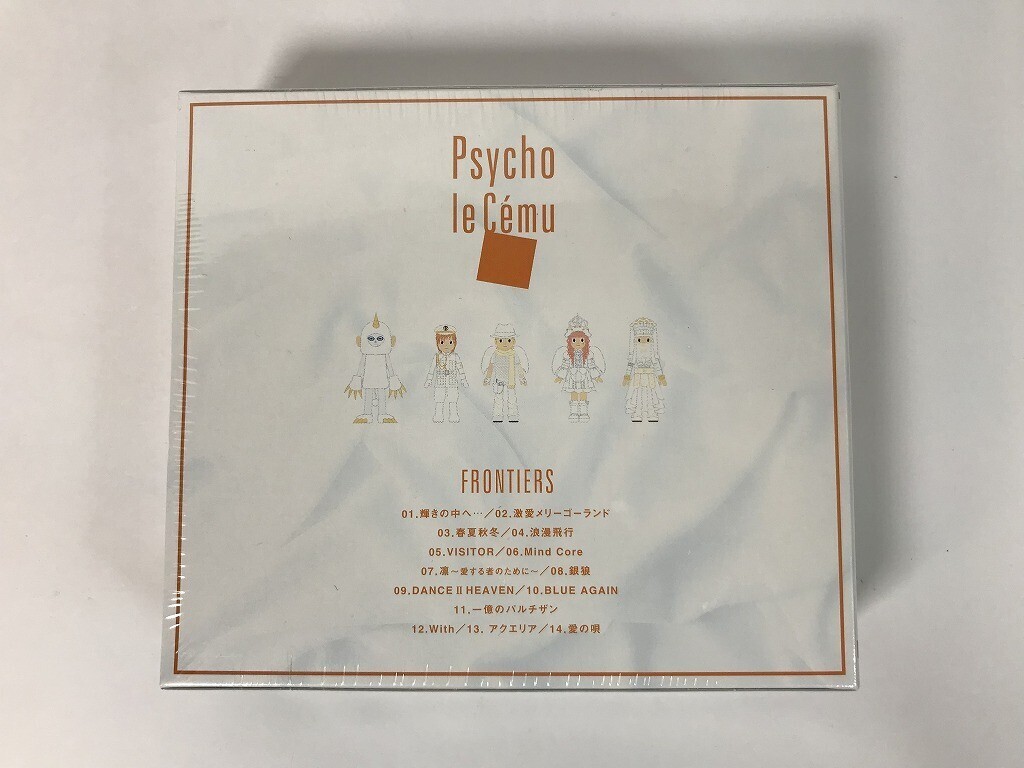 Psycho
le Cému
FRONTIERS
01.輝きの中へ…／02.激愛メリーゴーランド
03.春夏秋冬／04.浪漫飛行
05.VISITOR／06.Mind Core
07.凛〜愛する者のために〜／08.銀狼
09.DANCE II HEAVEN／10.BLUE AGAIN
11.一億のパルチザン
12.With／13. アクエリア／14.愛の唄